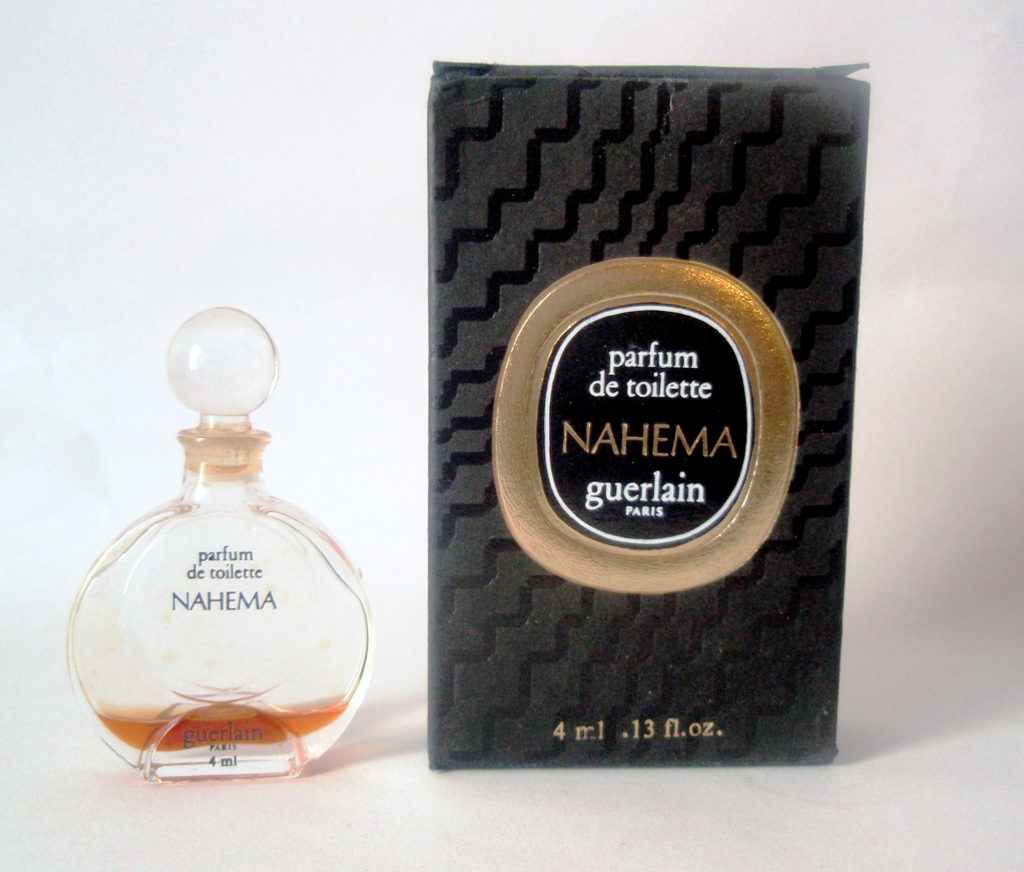 parfum
de toilette
NAHEMA
guerlain
PARIS
4 ml
parfum
de toilette
NAHEMA
guerlain
PARIS
4 ml .13 fl.oz.